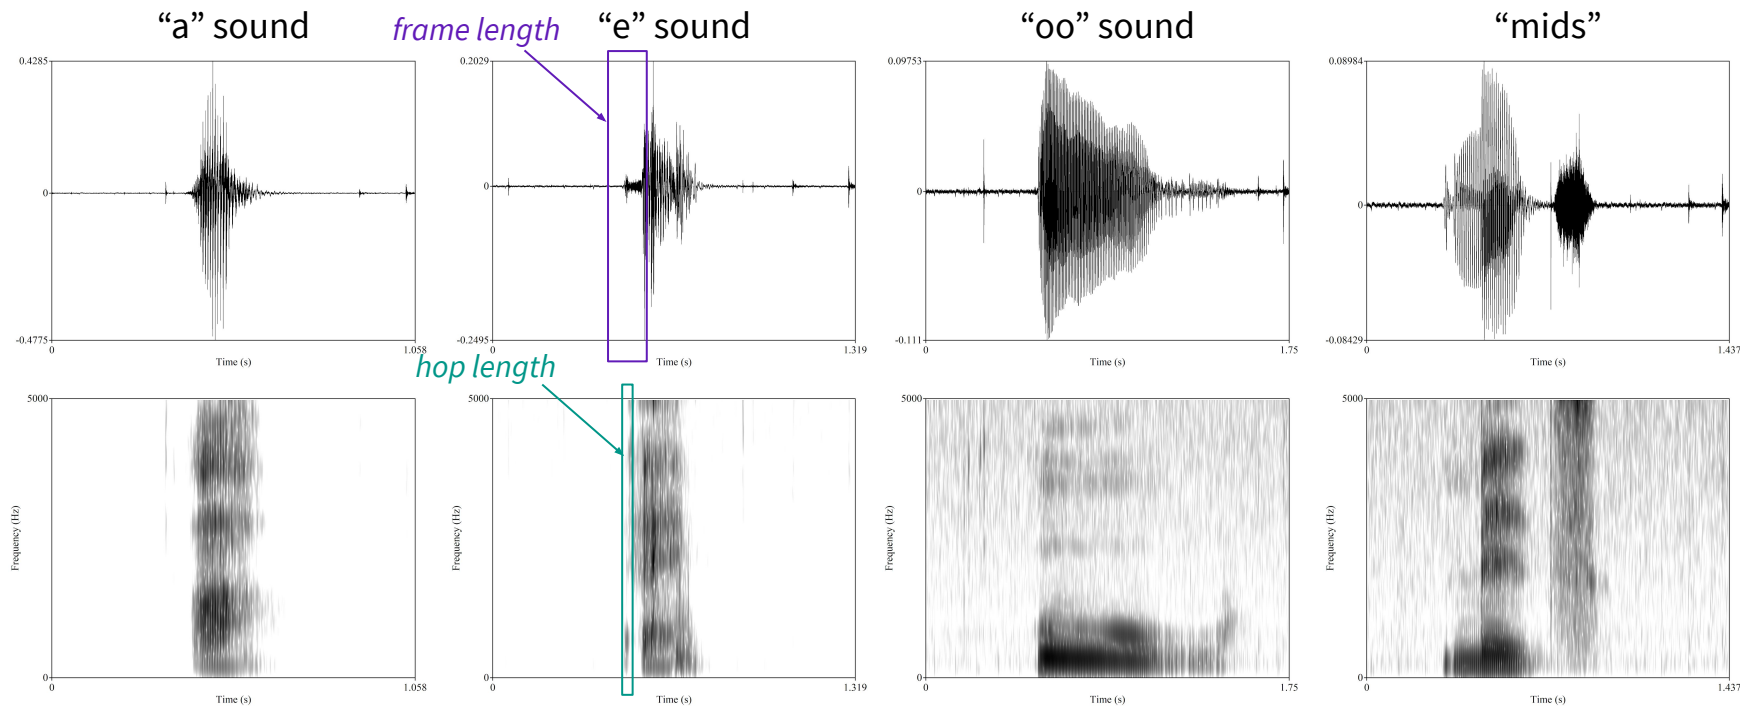 “a” sound
frame length
“e” sound
“oo” sound
“mids”
0.4285
0
-0.4775
0
1.058
Time (s)
0.2029
0
-0.2495
0
1.319
Time (s)
0.09753
0
-0.111
0
1.75
Time (s)
0.08984
0
-0.08429
0
1.437
Time (s)
hop length
5000
Frequency (Hz)
0
0
1.058
Time (s)
5000
Frequency (Hz)
0
0
1.319
Time (s)
5000
Frequency (Hz)
0
0
1.75
Time (s)
5000
Frequency (Hz)
0
0
1.437
Time (s)